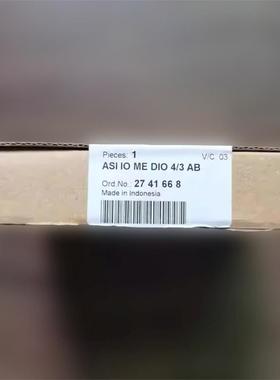 Pieces: 1 V/C 03
ASI IO ME DIO 4/3 AB
Ord.No.: 27 41 66 8
Made in Indonesia